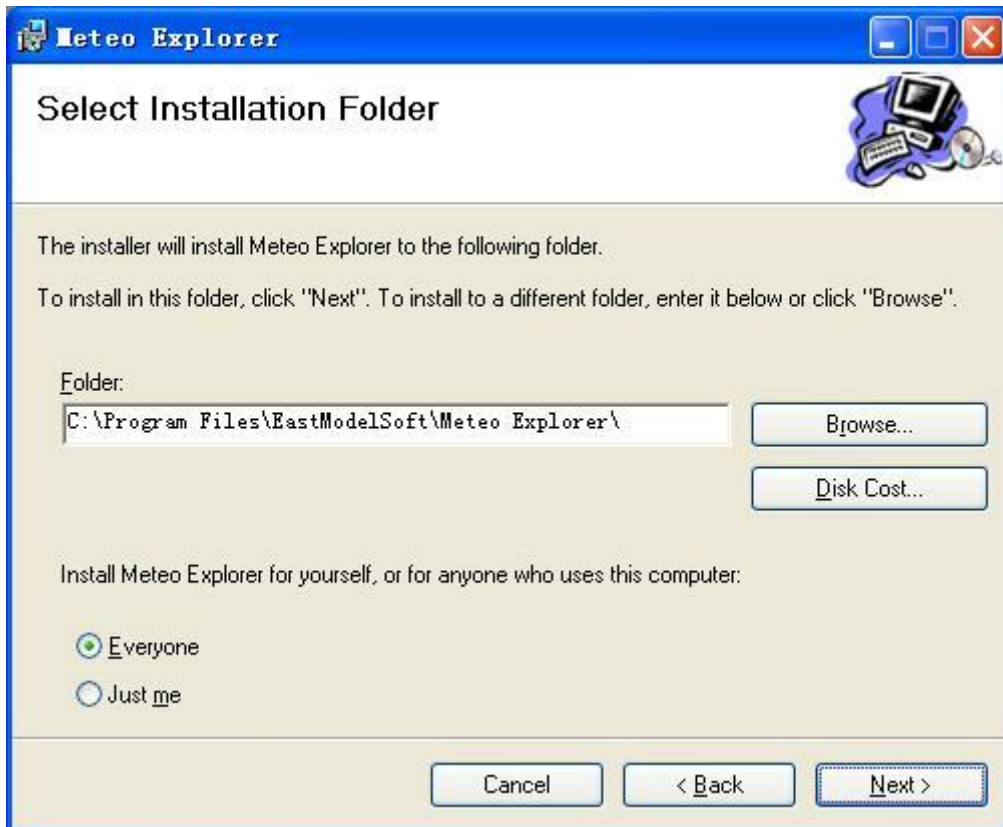 Meteo Explorer
Select Installation Folder
The installer will install Meteo Explorer to the following folder.
To install in this folder, click "Next". To install to a different folder, enter it below or click "Browse".
Folder:
C:\Program Files\EastModelSoft\Meteo Explorer\
Browse...
Disk Cost...
Install Meteo Explorer for yourself, or for anyone who uses this computer:
Everyone
Just me
Cancel
< Back
Next >